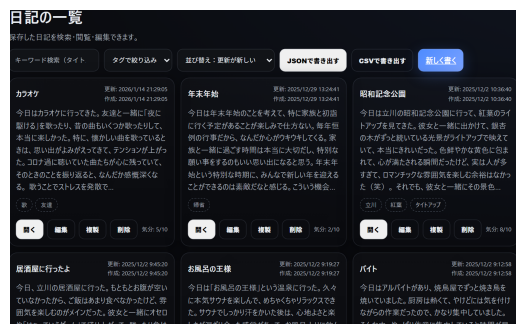 日記の一覧
保存した日記を検索・閲覧・編集できます。
キーワード検索（タイト
タグで絞り込み
並び替え：更新が新しい
JSONで書き出す
CSVで書き出す
新しく書く
カラオケ
更新: 2026/1/14 21:29:05
作成: 2026/1/14 21:29:05
今日はカラオケに行ってきた。友達と一緒に「夜に
駆ける」を歌ったり、昔の曲もいくつか歌ったりして、
本当に楽しかった。特に、懐かしい曲を歌っていると
きは、思い出がよみがえってきて、テンションが上がっ
た。コロナ過に聴いていた曲たちが心に残っていて、
そのときのことを振り返ると、なんだか感慨深くな
る。歌うことでストレスを発散で...
歌
友達
開く
編集
複製
削除
気分: 5/10
年末年始
更新: 2025/12/29 13:24:41
作成: 2025/12/29 13:24:41
今日は年末年始のことを考えて、特に家族と初詣
に行く予定があることが楽しみで仕方ない。毎年恒
例の行事だから、なんだか心がウキウキしてくる。家
族と一緒に過ごす時間は本当に大切だし、特別な
願い事をするのもいい思い出になると思う。年末年
始という特別な時期に、みんなで新しい年を迎える
ことができるのは素敵だなと感じる。こういう機会...
帰省
開く
編集
複製
削除
気分: 2/10
昭和記念公園
更新: 2025/12/2 10:36:40
作成: 2025/12/2 10:36:40
今日は立川の昭和記念公園に行って、紅葉のライ
トアップを見てきた。彼女と一緒に出かけて、銀杏
の木がずっと続いている光景がライトアップで映えて
いて、本当にきれいだった。色鮮やかな黄色に包ま
れて、心が満たされる瞬間だったけど、実は人が多
すぎて、ロマンチックな雰囲気を楽しむ余裕はなかっ
た（笑）。それでも、彼女と一緒にその景色...
立川
紅葉
ライトアップ
開く
編集
複製
削除
気分: 8/10
居酒屋に行ったよ
更新: 2025/12/2 9:45:20
作成: 2025/12/2 9:45:20
今日、立川の居酒屋に行った。もともとお腹が空い
ていなかったから、ご飯はあまり食べなかったけど、雰
囲気を楽しむのがメインだった。彼女と一緒にオセロ
お風呂の王様
更新: 2025/12/2 9:19:27
作成: 2025/12/2 9:19:27
今日は「お風呂の王様」という温泉に行った。久々
に本気サウナを楽しんで、めちゃくちゃリラックスでき
た。サウナでしっかり汗をかいた後は、心地よさと楽
バイト
更新: 2025/12/2 9:12:58
作成: 2025/12/2 9:12:58
今日はアルバイトがあり、焼鳥屋でずっと焼き鳥を
焼いていました。厨房は熱くて、やけどには気を付け
ながらの作業だったので、かなり集中していました。